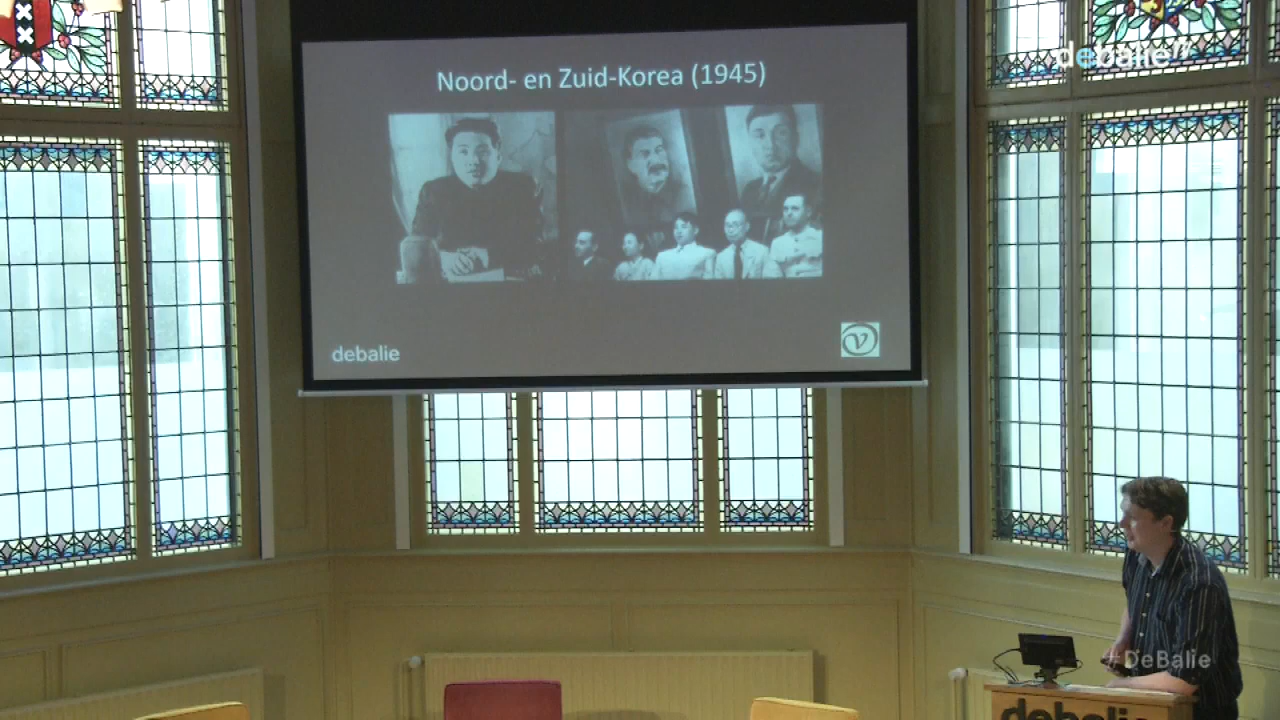 debalie
Noord- en Zuid-Korea (1945)
debalie
v
#DeBalie
debalie